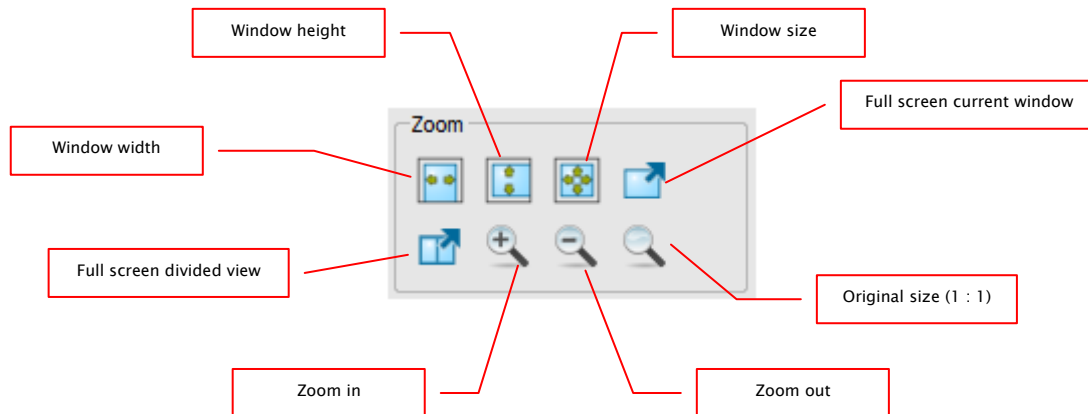 Window height
Window size
Full screen current window
Zoom
Window width
Full screen divided view
Original size (1 : 1)
Zoom in
Zoom out